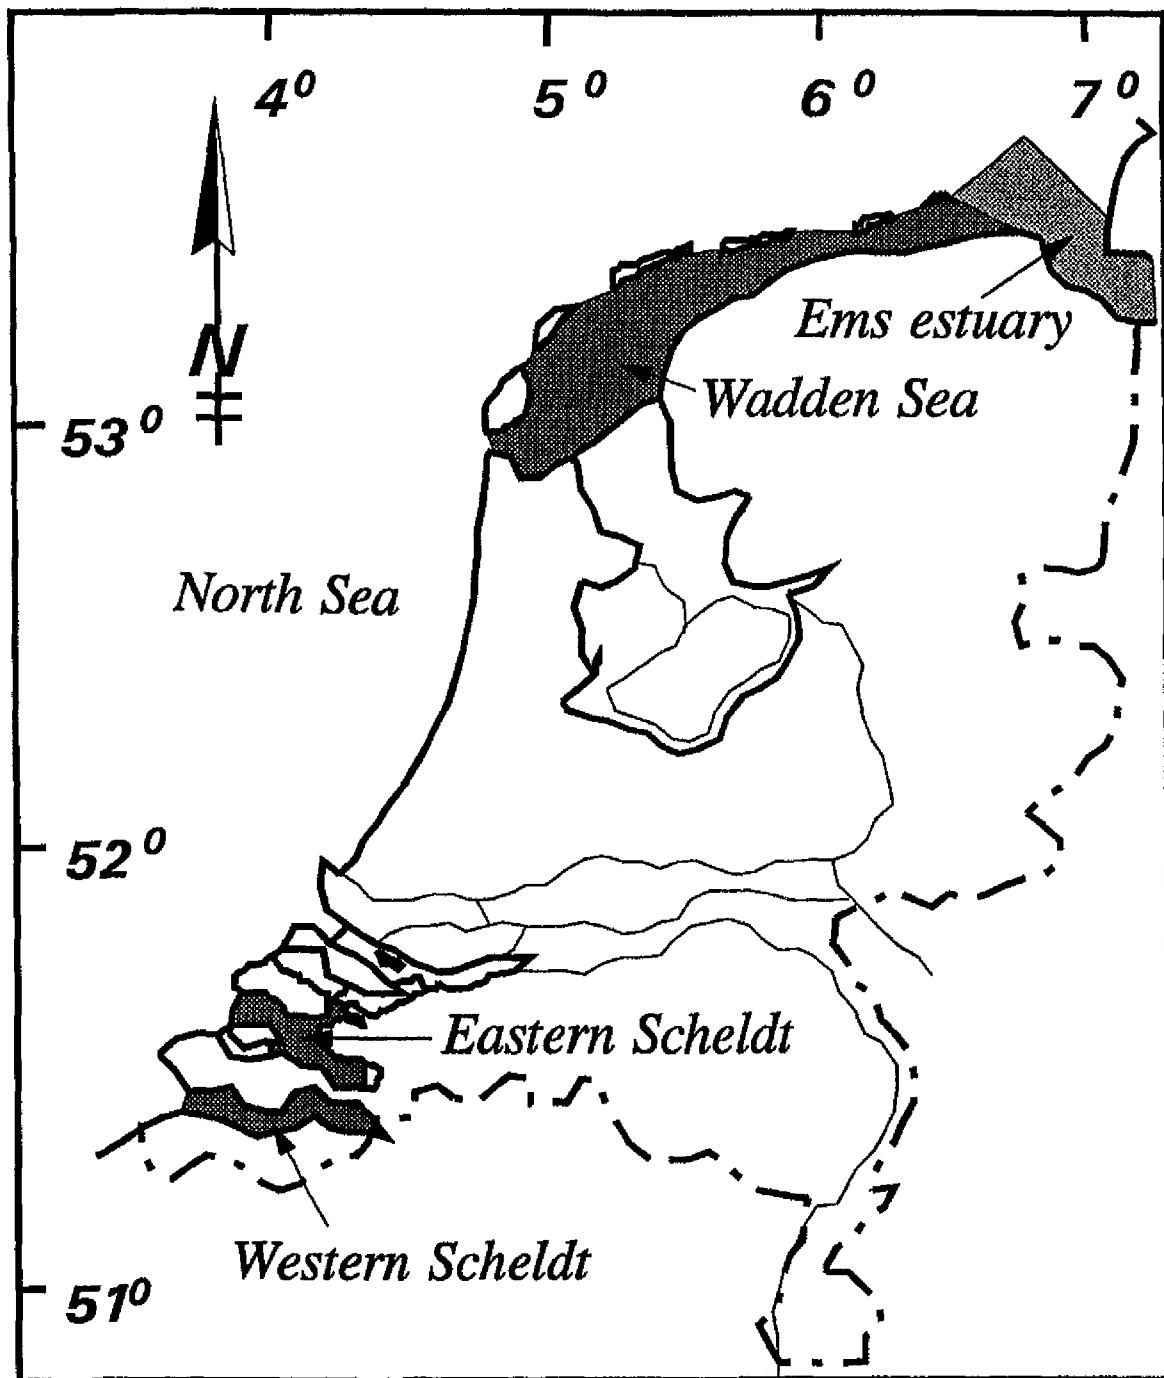 4⁰ 5⁰ 6⁰ 7⁰
N
Ems estuary
Wadden Sea
53⁰
North Sea
52⁰
Eastern Scheldt
Western Scheldt
51⁰